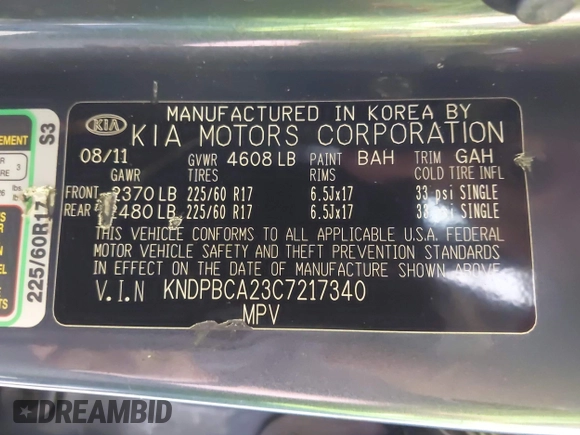 KIA
MANUFACTURED IN KOREA BY
KIA MOTORS CORPORATION
08/11 GVWR 4608 LB PAINT BAH TRIM GAH
GAWR TIRES RIMS COLD TIRE INFL
FRONT 2370 LB 225/60 R17 6.5Jx17 33 psi SINGLE
REAR 2480 LB 225/60 R17 6.5Jx17 psi SINGLE
THIS VEHICLE CONFORMS TO ALL APPLICABLE U.S.A. FEDERAL
MOTOR VEHICLE SAFETY AND THEFT PREVENTION STANDARDS
IN EFFECT ON THE DATE OF MANUFACTURE SHOWN ABOVE.
V.I.N KNDPBCA23C7217340
MPV
S3
225/60R17
3
DREAMBID